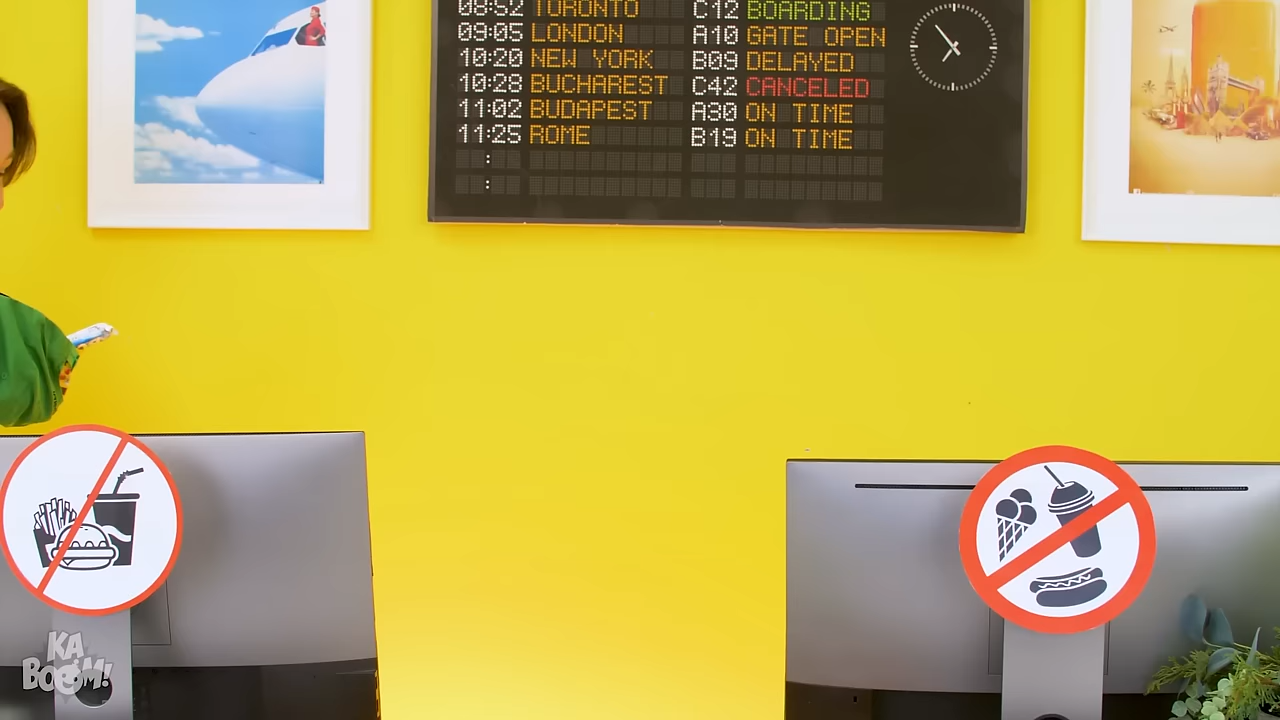 08:52 TORONTO C12 BOARDING
09:05 LONDON A10 GATE OPEN
10:20 NEW YORK B09 DELAYED
10:28 BUCHAREST C42 CANCELED
11:02 BUDAPEST A30 ON TIME
11:25 ROME B19 ON TIME
:
:
KA
BOOM!